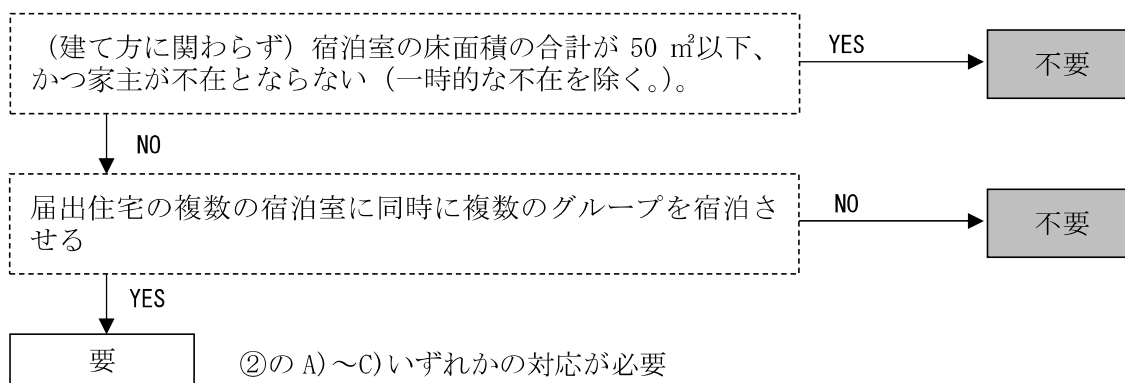 （建て方に関わらず）宿泊室の床面積の合計が 50 ㎡以下、
かつ家主が不在とならない（一時的な不在を除く。）。
YES
不要
NO
届出住宅の複数の宿泊室に同時に複数のグループを宿泊さ
せる
NO
不要
YES
要
②の A)～C)いずれかの対応が必要